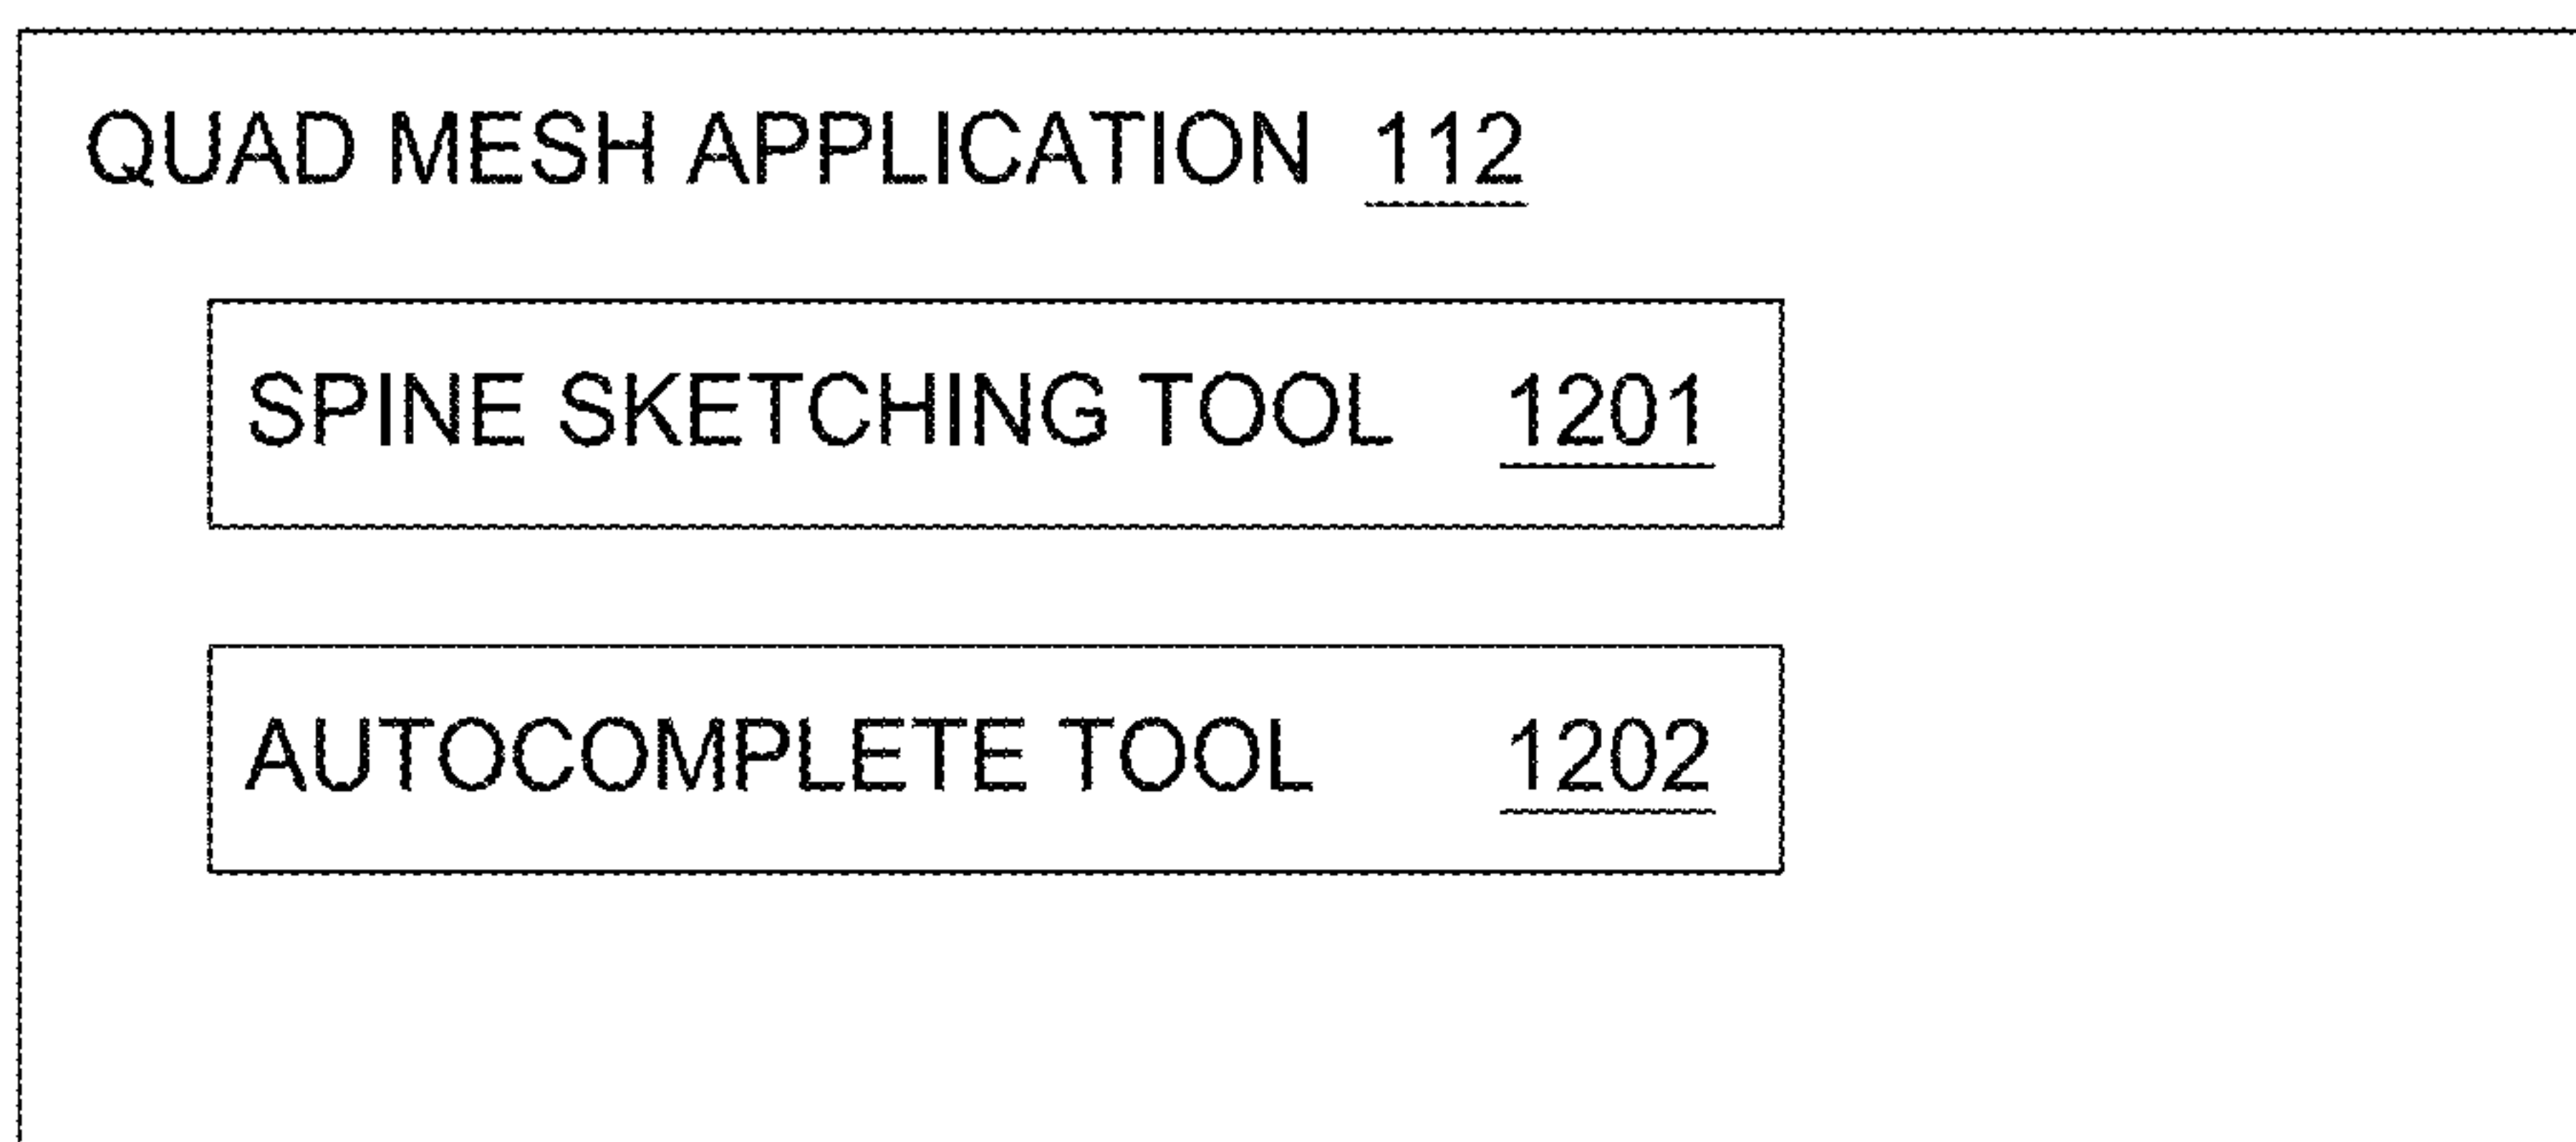 QUAD MESH APPLICATION 112
SPINE SKETCHING TOOL 1201
AUTOCOMPLETE TOOL 1202